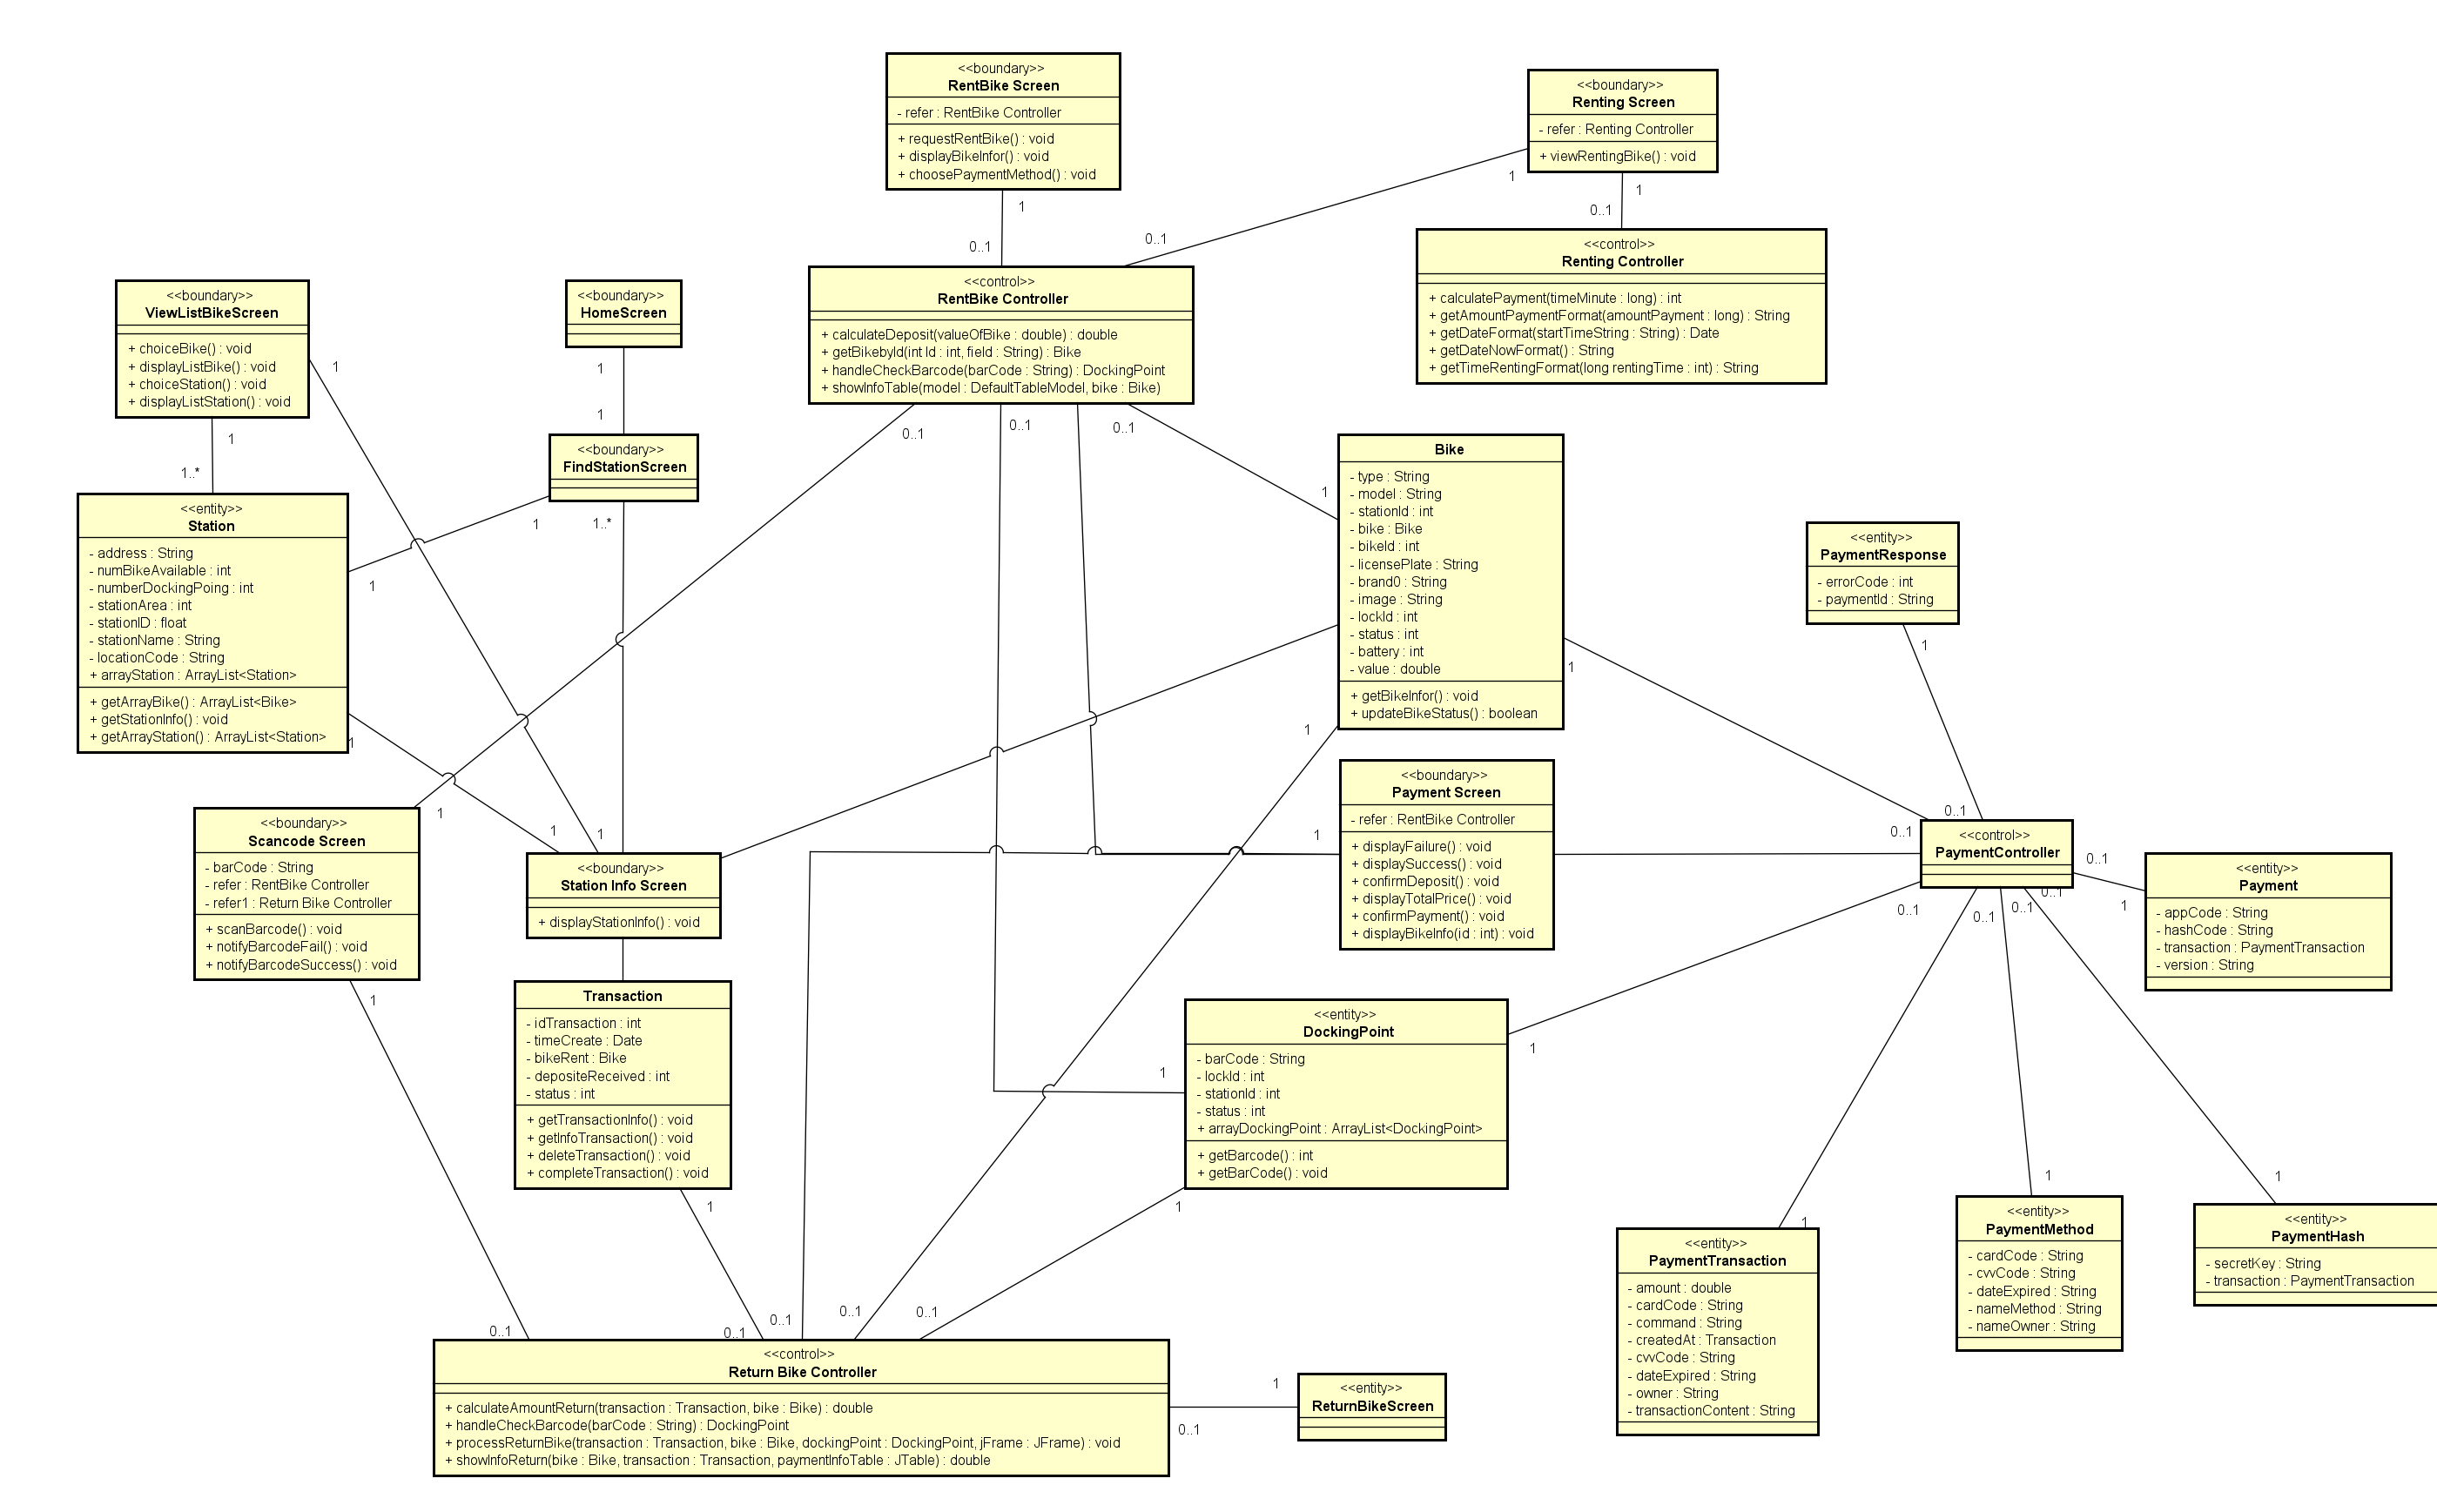 <<boundary>>
RentBike Screen
- refer : RentBike Controller
+ requestRentBike() : void
+ displayBikeInfor() : void
+ choosePaymentMethod() : void
<<boundary>>
Renting Screen
- refer : Renting Controller
+ viewRentingBike() : void
1
1
1
0..1
0..1
0..1
<<control>>
Renting Controller
+ calculatePayment(timeMinute : long) : int
+ getAmountPaymentFormat(amountPayment : long) : String
+ getDateFormat(startTimeString : String) : Date
+ getDateNowFormat() : String
+ getTimeRentingFormat(long rentingTime : int) : String
<<control>>
RentBike Controller
+ calculateDeposit(valueOfBike : double) : double
+ getBikebyId(int Id : int, field : String) : Bike
+ handleCheckBarcode(barCode : String) : DockingPoint
+ showInfoTable(model : DefaultTableModel, bike : Bike)
0..1
0..1
0..1
<<boundary>>
ViewListBikeScreen
+ choiceBike() : void
+ displayListBike() : void
+ choiceStation() : void
+ displayListStation() : void
1
1
1..*
<<boundary>>
HomeScreen
1
1
<<boundary>>
FindStationScreen
1
1..*
<<entity>>
Station
- address : String
- numBikeAvailable : int
- numberDockingPoing : int
- stationArea : int
- stationID : float
- stationName : String
- locationCode : String
+ arrayStation : ArrayList<Station>
+ getArrayBike() : ArrayList<Bike>
+ getStationInfo() : void
+ getArrayStation() : ArrayList<Station>
1
1
Bike
- type : String
- model : String
- stationId : int
- bike : Bike
- bikeId : int
- licensePlate : String
- brand0 : String
- image : String
- lockId : int
- status : int
- battery : int
- value : double
+ getBikeInfor() : void
+ updateBikeStatus() : boolean
1
1
1
<<entity>>
PaymentResponse
- errorCode : int
- paymentId : String
1
<<boundary>>
Scancode Screen
- barCode : String
- refer : RentBike Controller
- refer1 : Return Bike Controller
+ scanBarcode() : void
+ notifyBarcodeFail() : void
+ notifyBarcodeSuccess() : void
1
1
1
1
<<boundary>>
Station Info Screen
+ displayStationInfo() : void
<<boundary>>
Payment Screen
- refer : RentBike Controller
+ displayFailure() : void
+ displaySuccess() : void
+ confirmDeposit() : void
+ displayTotalPrice() : void
+ confirmPayment() : void
+ displayBikeInfo(id : int) : void
1
0..1
0..1
<<control>>
PaymentController
0..1
0..1
0..1
0..1
0..1
1
<<entity>>
Payment
- appCode : String
- hashCode : String
- transaction : PaymentTransaction
- version : String
Transaction
- idTransaction : int
- timeCreate : Date
- bikeRent : Bike
- depositeReceived : int
- status : int
+ getTransactionInfo() : void
+ getInfoTransaction() : void
+ deleteTransaction() : void
+ completeTransaction() : void
1
<<entity>>
DockingPoint
- barCode : String
- lockId : int
- stationId : int
- status : int
+ arrayDockingPoint : ArrayList<DockingPoint>
+ getBarcode() : int
+ getBarCode() : void
1
1
1
<<entity>>
PaymentTransaction
- amount : double
- cardCode : String
- command : String
- createdAt : Transaction
- cvvCode : String
- dateExpired : String
- owner : String
- transactionContent : String
1
<<entity>>
PaymentMethod
- cardCode : String
- cvvCode : String
- dateExpired : String
- nameMethod : String
- nameOwner : String
1
<<entity>>
PaymentHash
- secretKey : String
- transaction : PaymentTransaction
1
0..1
0..1
0..1
0..1
0..1
<<control>>
Return Bike Controller
+ calculateAmountReturn(transaction : Transaction, bike : Bike) : double
+ handleCheckBarcode(barCode : String) : DockingPoint
+ processReturnBike(transaction : Transaction, bike : Bike, dockingPoint : DockingPoint, jFrame : JFrame) : void
+ showInfoReturn(bike : Bike, transaction : Transaction, paymentInfoTable : JTable) : double
1
0..1
<<entity>>
ReturnBikeScreen